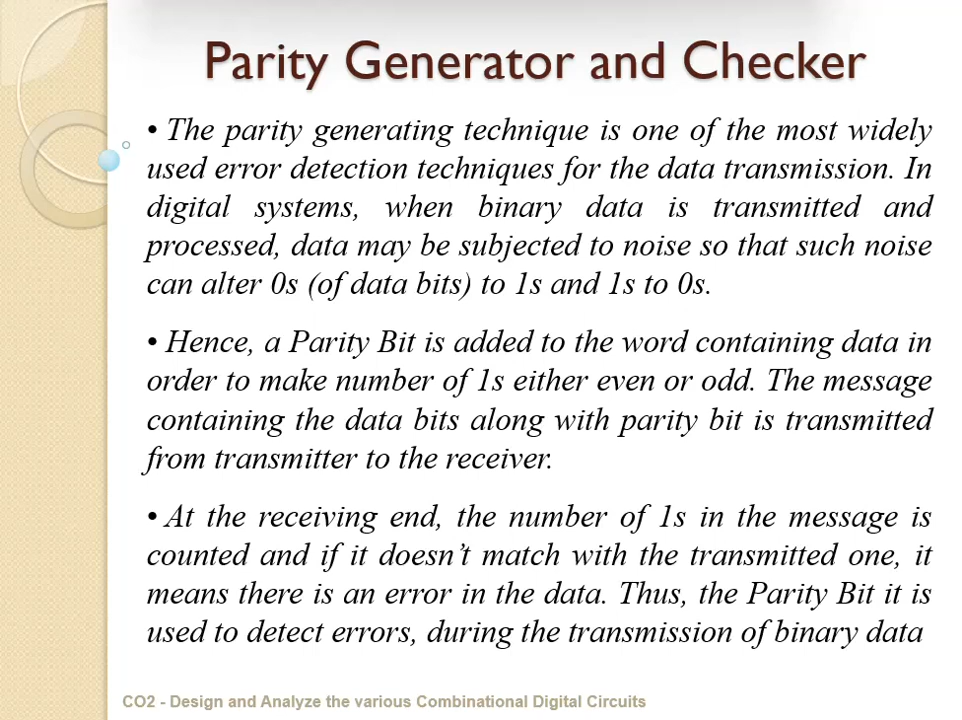 Parity Generator and Checker
• The parity generating technique is one of the most widely
used error detection techniques for the data transmission. In
digital systems, when binary data is transmitted and
processed, data may be subjected to noise so that such noise
can alter 0s (of data bits) to 1s and 1s to 0s.
• Hence, a Parity Bit is added to the word containing data in
order to make number of 1s either even or odd. The message
containing the data bits along with parity bit is transmitted
from transmitter to the receiver.
• At the receiving end, the number of 1s in the message is
counted and if it doesn’t match with the transmitted one, it
means there is an error in the data. Thus, the Parity Bit it is
used to detect errors, during the transmission of binary data
CO2 - Design and Analyze the various Combinational Digital Circuits